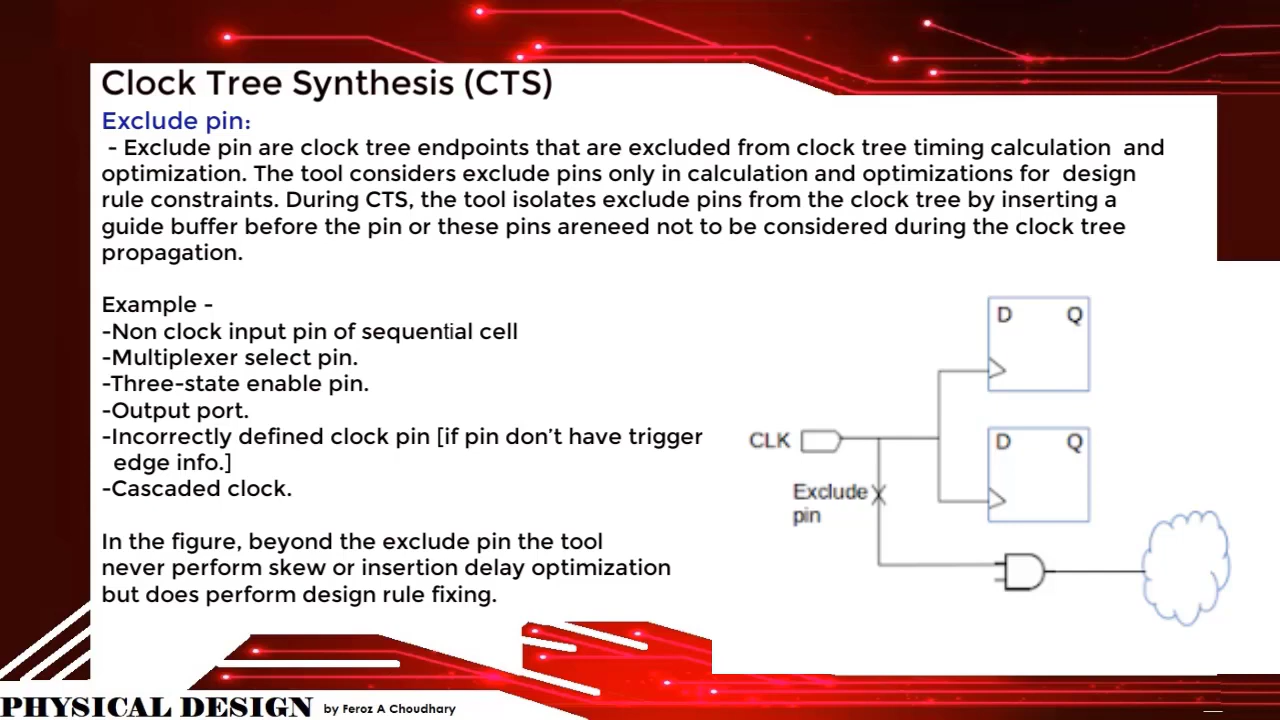 Clock Tree Synthesis (CTS)
Exclude pin:
- Exclude pin are clock tree endpoints that are excluded from clock tree timing calculation and
optimization. The tool considers exclude pins only in calculation and optimizations for design
rule constraints. During CTS, the tool isolates exclude pins from the clock tree by inserting a
guide buffer before the pin or these pins areneed not to be considered during the clock tree
propagation.
Example -
-Non clock input pin of sequential cell
-Multiplexer select pin.
-Three-state enable pin.
-Output port.
-Incorrectly defined clock pin [if pin don’t have trigger
edge info.]
-Cascaded clock.
In the figure, beyond the exclude pin the tool
never perform skew or insertion delay optimization
but does perform design rule fixing.
D Q
CLK
D Q
Exclude
pin
PHYSICAL DESIGN by Feroz A Choudhary